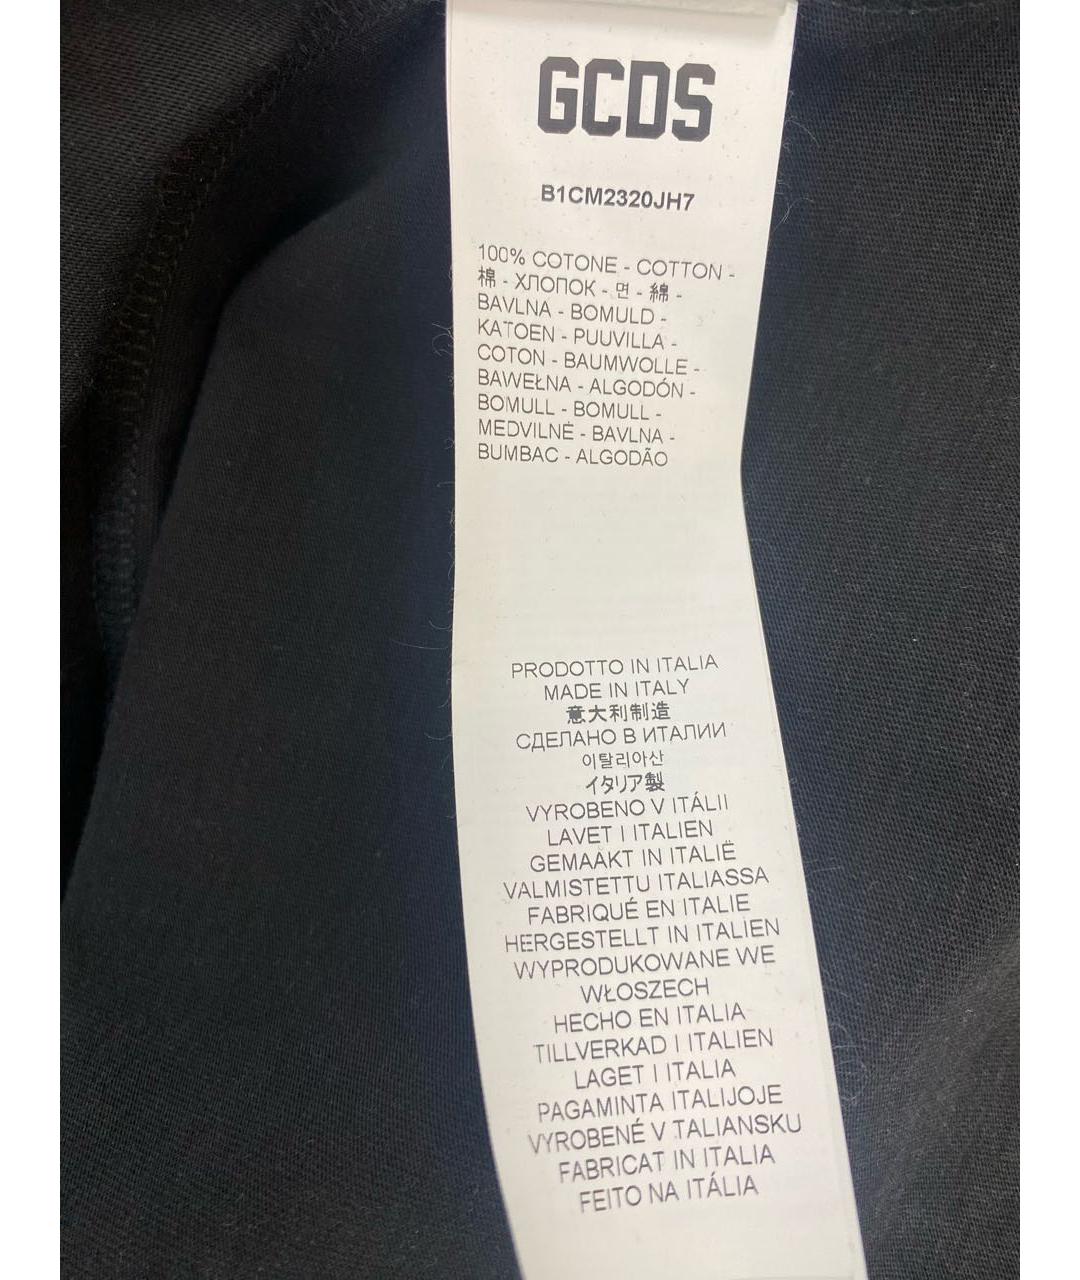 GCDS
B1CM2320JH7
100% COTONE - COTTON -
棉 - ХЛОПОК - 면 - 綿 -
BAVLNA - BOMULD -
KATOEN - PUUVILLA -
COTON - BAUMWOLLE -
BAWEŁNA - ALGODÓN -
BOMULL - BOMULL -
MEDVILNĖ - BAVLNA -
BUMBAC - ALGODÃO
PRODOTTO IN ITALIA
MADE IN ITALY
意大利制造
СДЕЛАНО В ИТАЛИИ
이탈리아산
イタリア製
VYROBENO V ITÁLII
LAVET I ITALIEN
GEMAAKT IN ITALIË
VALMISTETTU ITALIASSA
FABRIQUÉ EN ITALIE
HERGESTELLT IN ITALIEN
WYPRODUKOWANE WE
WŁOSZECH
HECHO EN ITALIA
TILLVERKAD I ITALIEN
LAGET I ITALIA
PAGAMINTA ITALIJOJE
VYROBENÉ V TALIANSKU
FABRICAT IN ITALIA
FEITO NA ITÁLIA